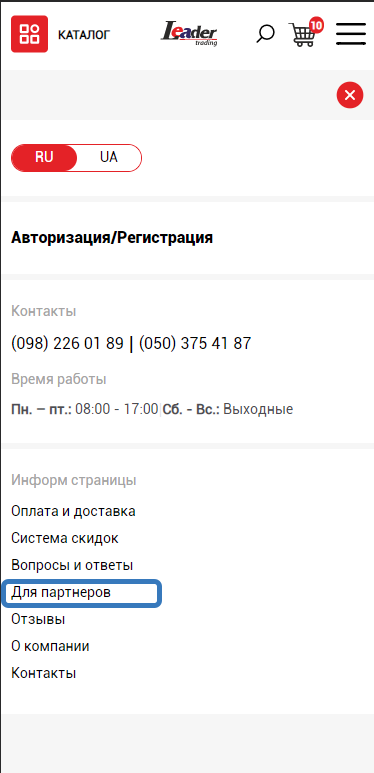 КАТАЛОГ
Leader
trading
10
RU
UA
Авторизация/Регистрация
Контакты
(098) 226 01 89 | (050) 375 41 87
Время работы
Пн. – пт.: 08:00 - 17:00 Сб. - Вс.: Выходные
Информ страницы
Оплата и доставка
Система скидок
Вопросы и ответы
Для партнеров
Отзывы
О компании
Контакты